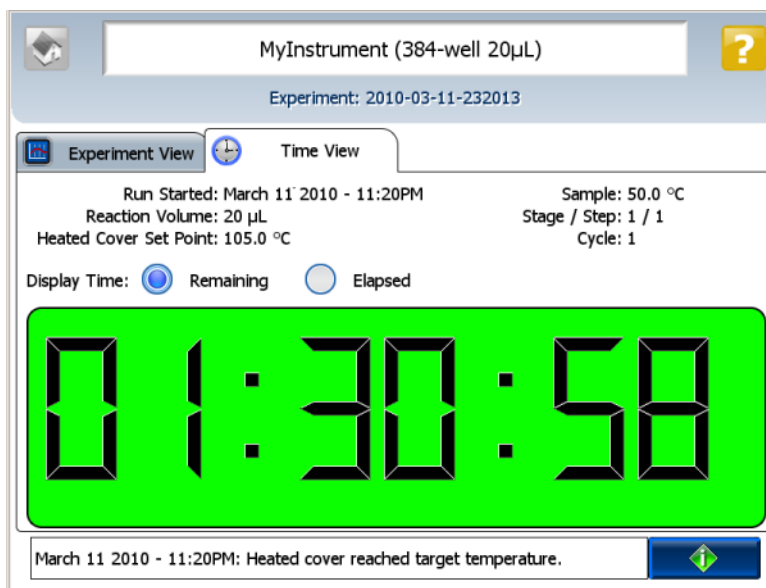 MyInstrument (384-well 20µL)
?
Experiment: 2010-03-11-232013
Experiment View
Time View
Run Started: March 11 2010 - 11:20PM
Sample: 50.0 °C
Reaction Volume: 20 µL
Stage / Step: 1 / 1
Heated Cover Set Point: 105.0 °C
Cycle: 1
Display Time: Remaining Elapsed
01:30:58
March 11 2010 - 11:20PM: Heated cover reached target temperature.
i